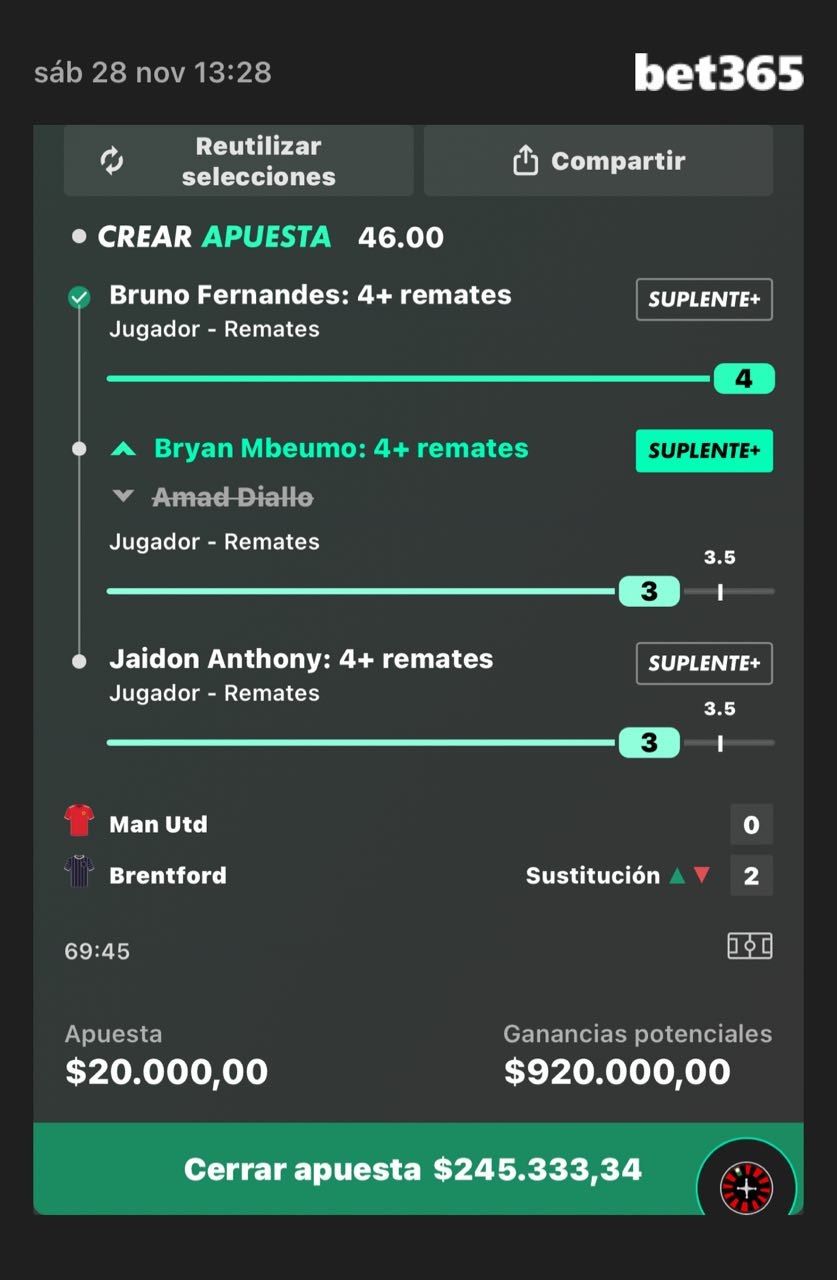 sáb 28 nov 13:28
bet365
Reutilizar
selecciones
Compartir
CREAR APUESTA 46.00
Bruno Fernandes: 4+ remates
SUPLENTE+
Jugador - Remates
4
Bryan Mbeumo: 4+ remates
SUPLENTE+
Amad Diallo
Jugador - Remates
3.5
3
Jaidon Anthony: 4+ remates
SUPLENTE+
Jugador - Remates
3.5
3
Man Utd
0
Brentford
Sustitución
2
69:45
Apuesta
Ganancias potenciales
$20.000,00
$920.000,00
Cerrar apuesta $245.333,34